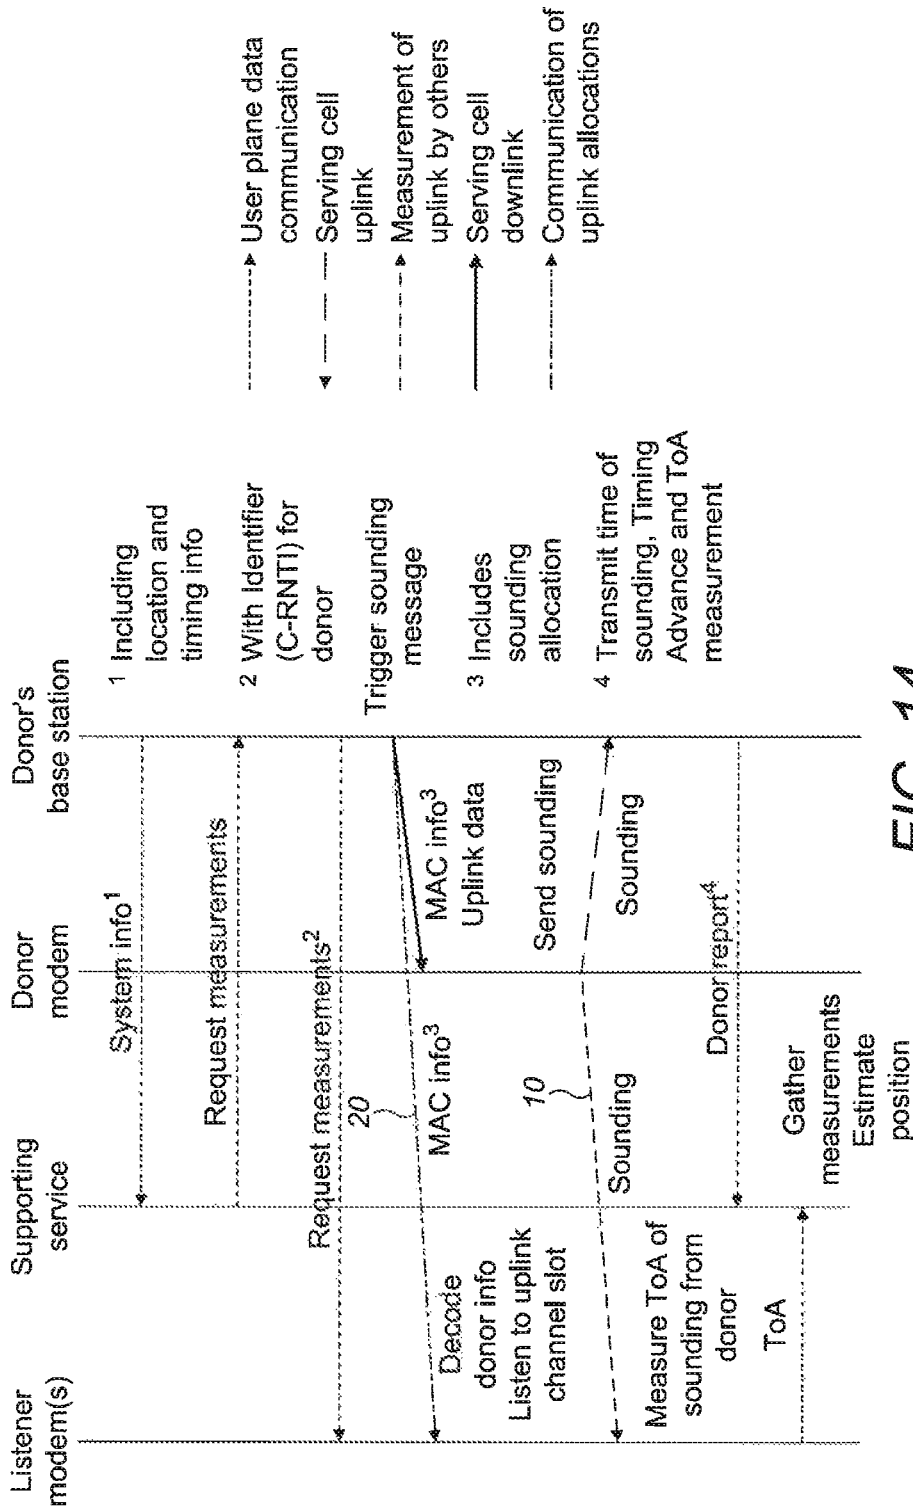 Listener
modem(s)
Supporting
service
Donor
modem
Donor's
base station
System info1
Request measurements
Request measurements2
Trigger sounding
message
20
MAC info3
MAC info3
Uplink data
Decode
donor info
Listen to uplink
channel slot
Send sounding
10
Sounding
Sounding
Measure ToA of
sounding from
donor
Donor report4
ToA
Gather
measurements
Estimate
position
1 Including
location and
timing info
2 With Identifier
(C-RNTI) for
donor
3 Includes
sounding
allocation
4 Transmit time of
sounding, Timing
Advance and ToA
measurement
User plane data
communication
Serving cell
uplink
Measurement of
uplink by others
Serving cell
downlink
Communication of
uplink allocations
FIG. 14